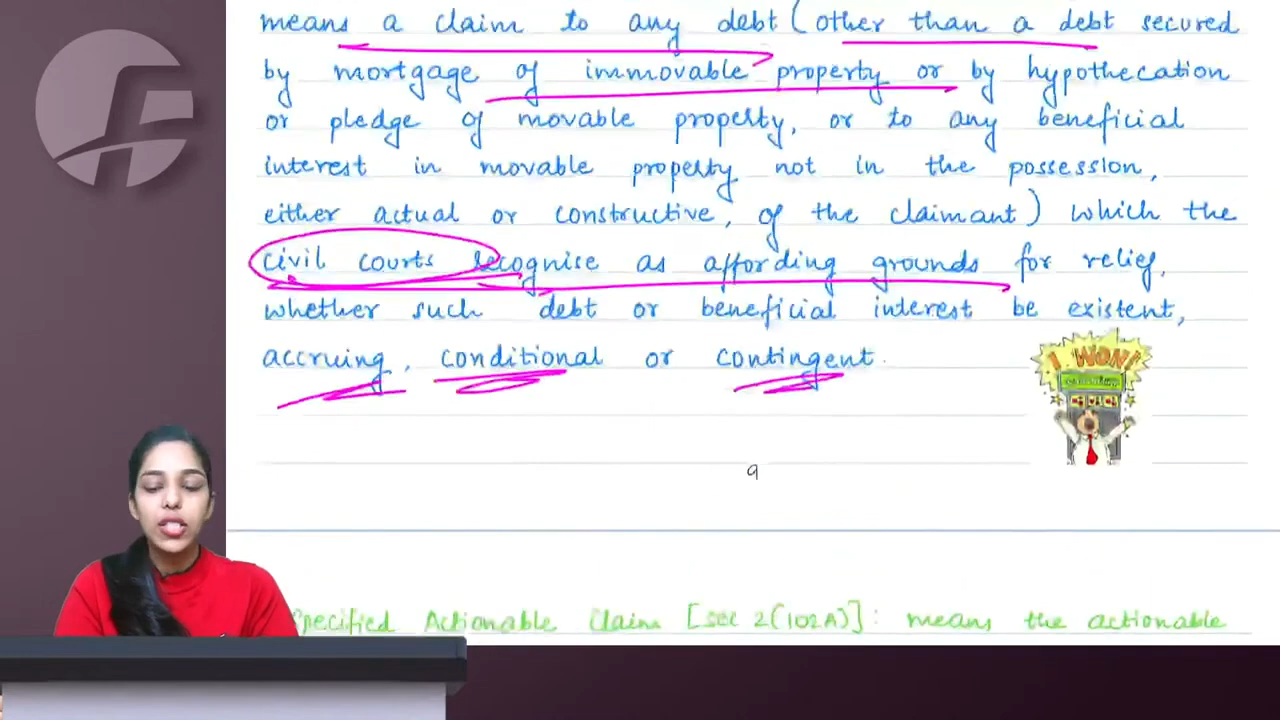 means a claim to any debt (other than a debt secured
by mortgage of immovable property or by hypothecation
or pledge of movable property, or to any beneficial
interest in movable property not in the possession,
either actual or constructive, of the claimant) which the
civil courts recognise as affording grounds for relief,
whether such debt or beneficial interest be existent,
accruing, conditional or contingent.
I WON!
9
Specified Actionable Claim [sec 2(102A)]: means the actionable